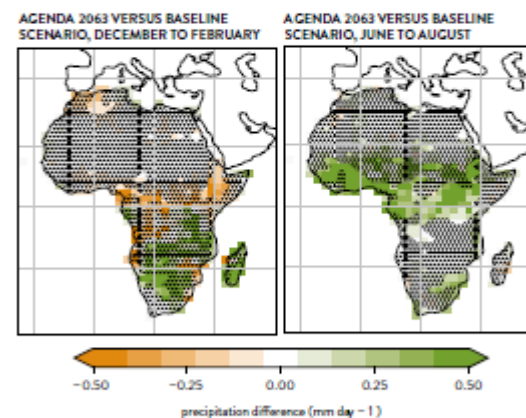 AGENDA 2063 VERSUS BASELINE
SCENARIO, DECEMBER TO FEBRUARY
AGENDA 2063 VERSUS BASELINE
SCENARIO, JUNE TO AUGUST
−0.50 −0.25 0.00 0.25 0.50
precipitation difference (mm day − 1 )